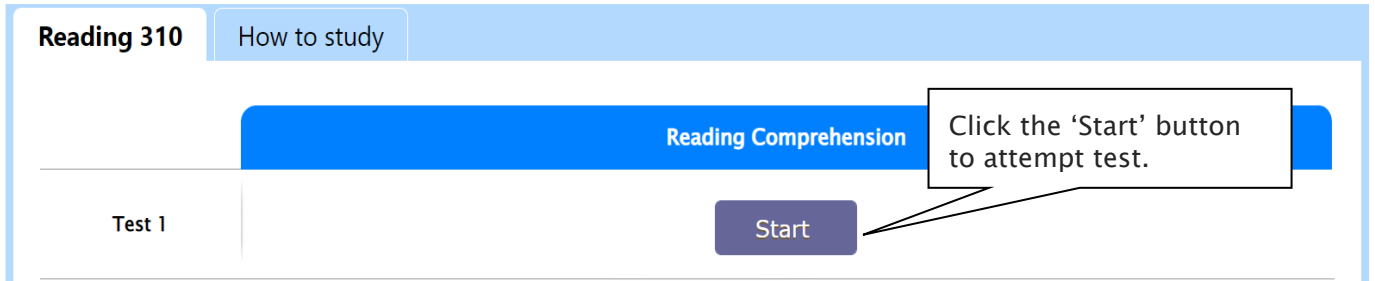 Reading 310
How to study
Reading Comprehension
Click the ‘Start’ button
to attempt test.
Test 1
Start